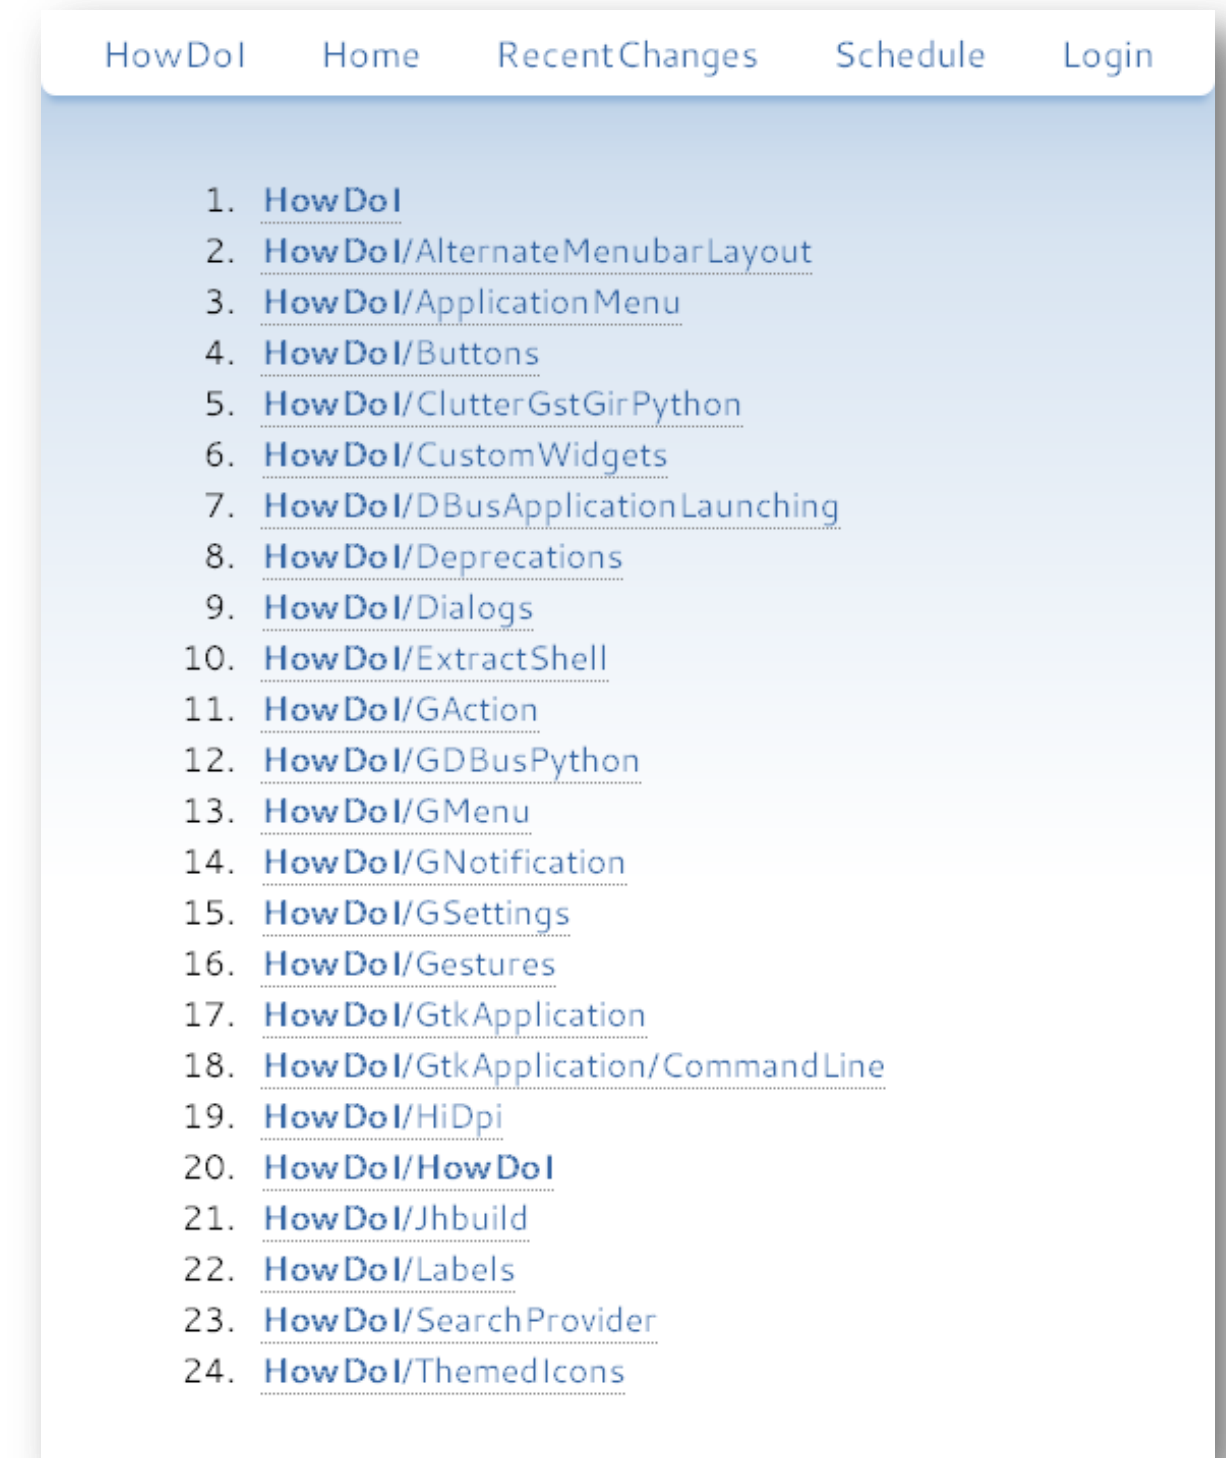 HowDoI Home RecentChanges Schedule Login
1. HowDoI
2. HowDoI/AlternateMenubarLayout
3. HowDoI/ApplicationMenu
4. HowDoI/Buttons
5. HowDoI/ClutterGstGirPython
6. HowDoI/CustomWidgets
7. HowDoI/DBusApplicationLaunching
8. HowDoI/Deprecations
9. HowDoI/Dialogs
10. HowDoI/ExtractShell
11. HowDoI/GAction
12. HowDoI/GDBusPython
13. HowDoI/GMenu
14. HowDoI/GNotification
15. HowDoI/GSettings
16. HowDoI/Gestures
17. HowDoI/GtkApplication
18. HowDoI/GtkApplication/CommandLine
19. HowDoI/HiDpi
20. HowDoI/HowDoI
21. HowDoI/Jhbuild
22. HowDoI/Labels
23. HowDoI/SearchProvider
24. HowDoI/ThemedIcons